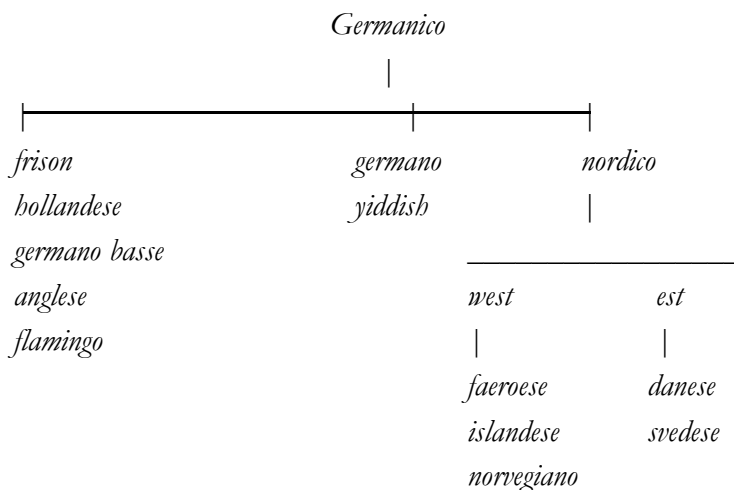 Germanico
frison germano nordico
hollandese yiddish
germano basse
anglese west est
flamingo
faeroese danese
islandese svedese
norvegiano